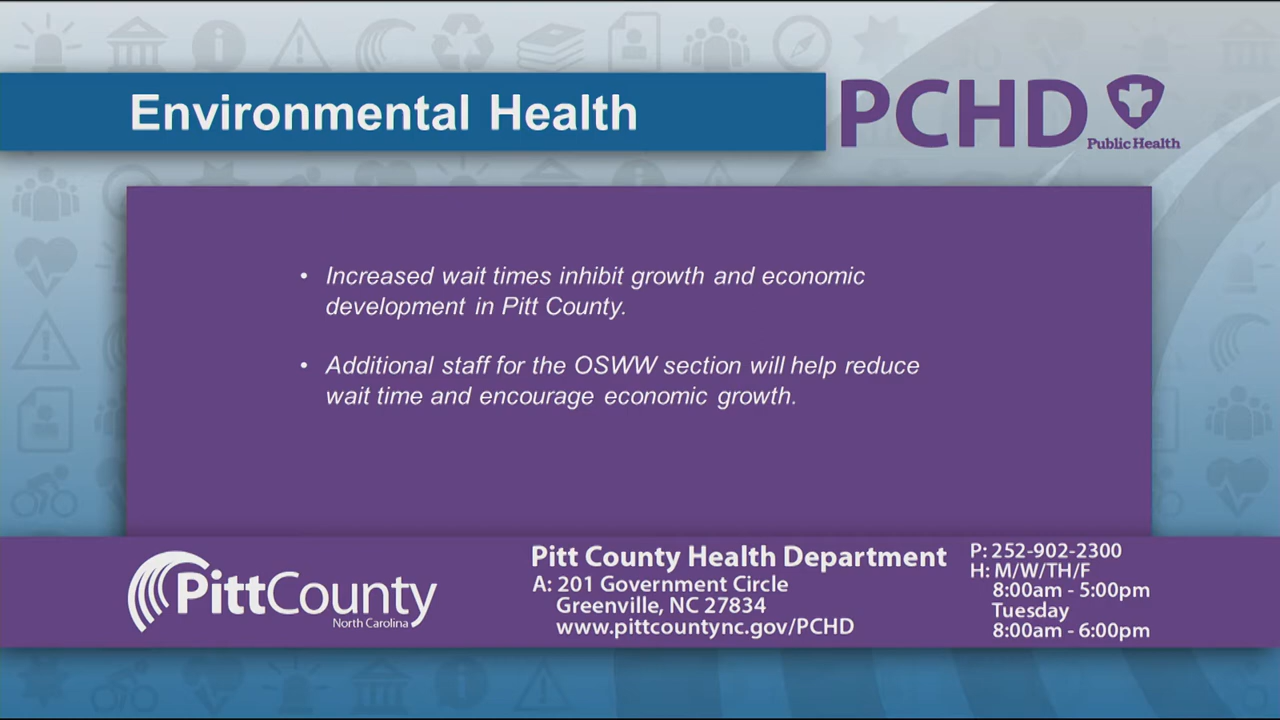 Environmental Health
PCHD
Public Health
• Increased wait times inhibit growth and economic
development in Pitt County.
• Additional staff for the OSWW section will help reduce
wait time and encourage economic growth.
PittCounty
North Carolina
Pitt County Health Department
A: 201 Government Circle
Greenville, NC 27834
www.pittcountync.gov/PCHD
P: 252-902-2300
H: M/W/TH/F
8:00am - 5:00pm
Tuesday
8:00am - 6:00pm